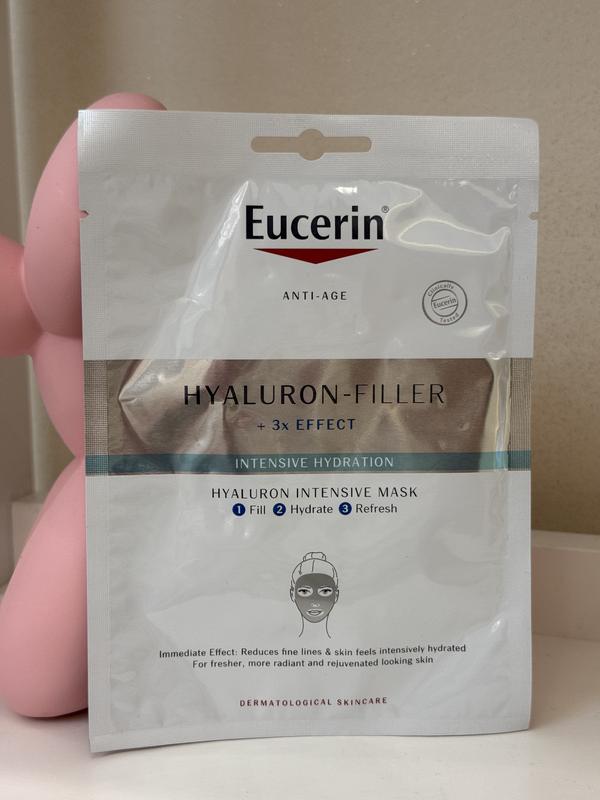 Eucerin®
ANTI-AGE
Clinically
Eucerin
Tested
HYALURON-FILLER
+ 3x EFFECT
INTENSIVE HYDRATION
HYALURON INTENSIVE MASK
1 Fill 2 Hydrate 3 Refresh
Immediate Effect: Reduces fine lines & skin feels intensively hydrated
For fresher, more radiant and rejuvenated looking skin
DERMATOLOGICAL SKINCARE